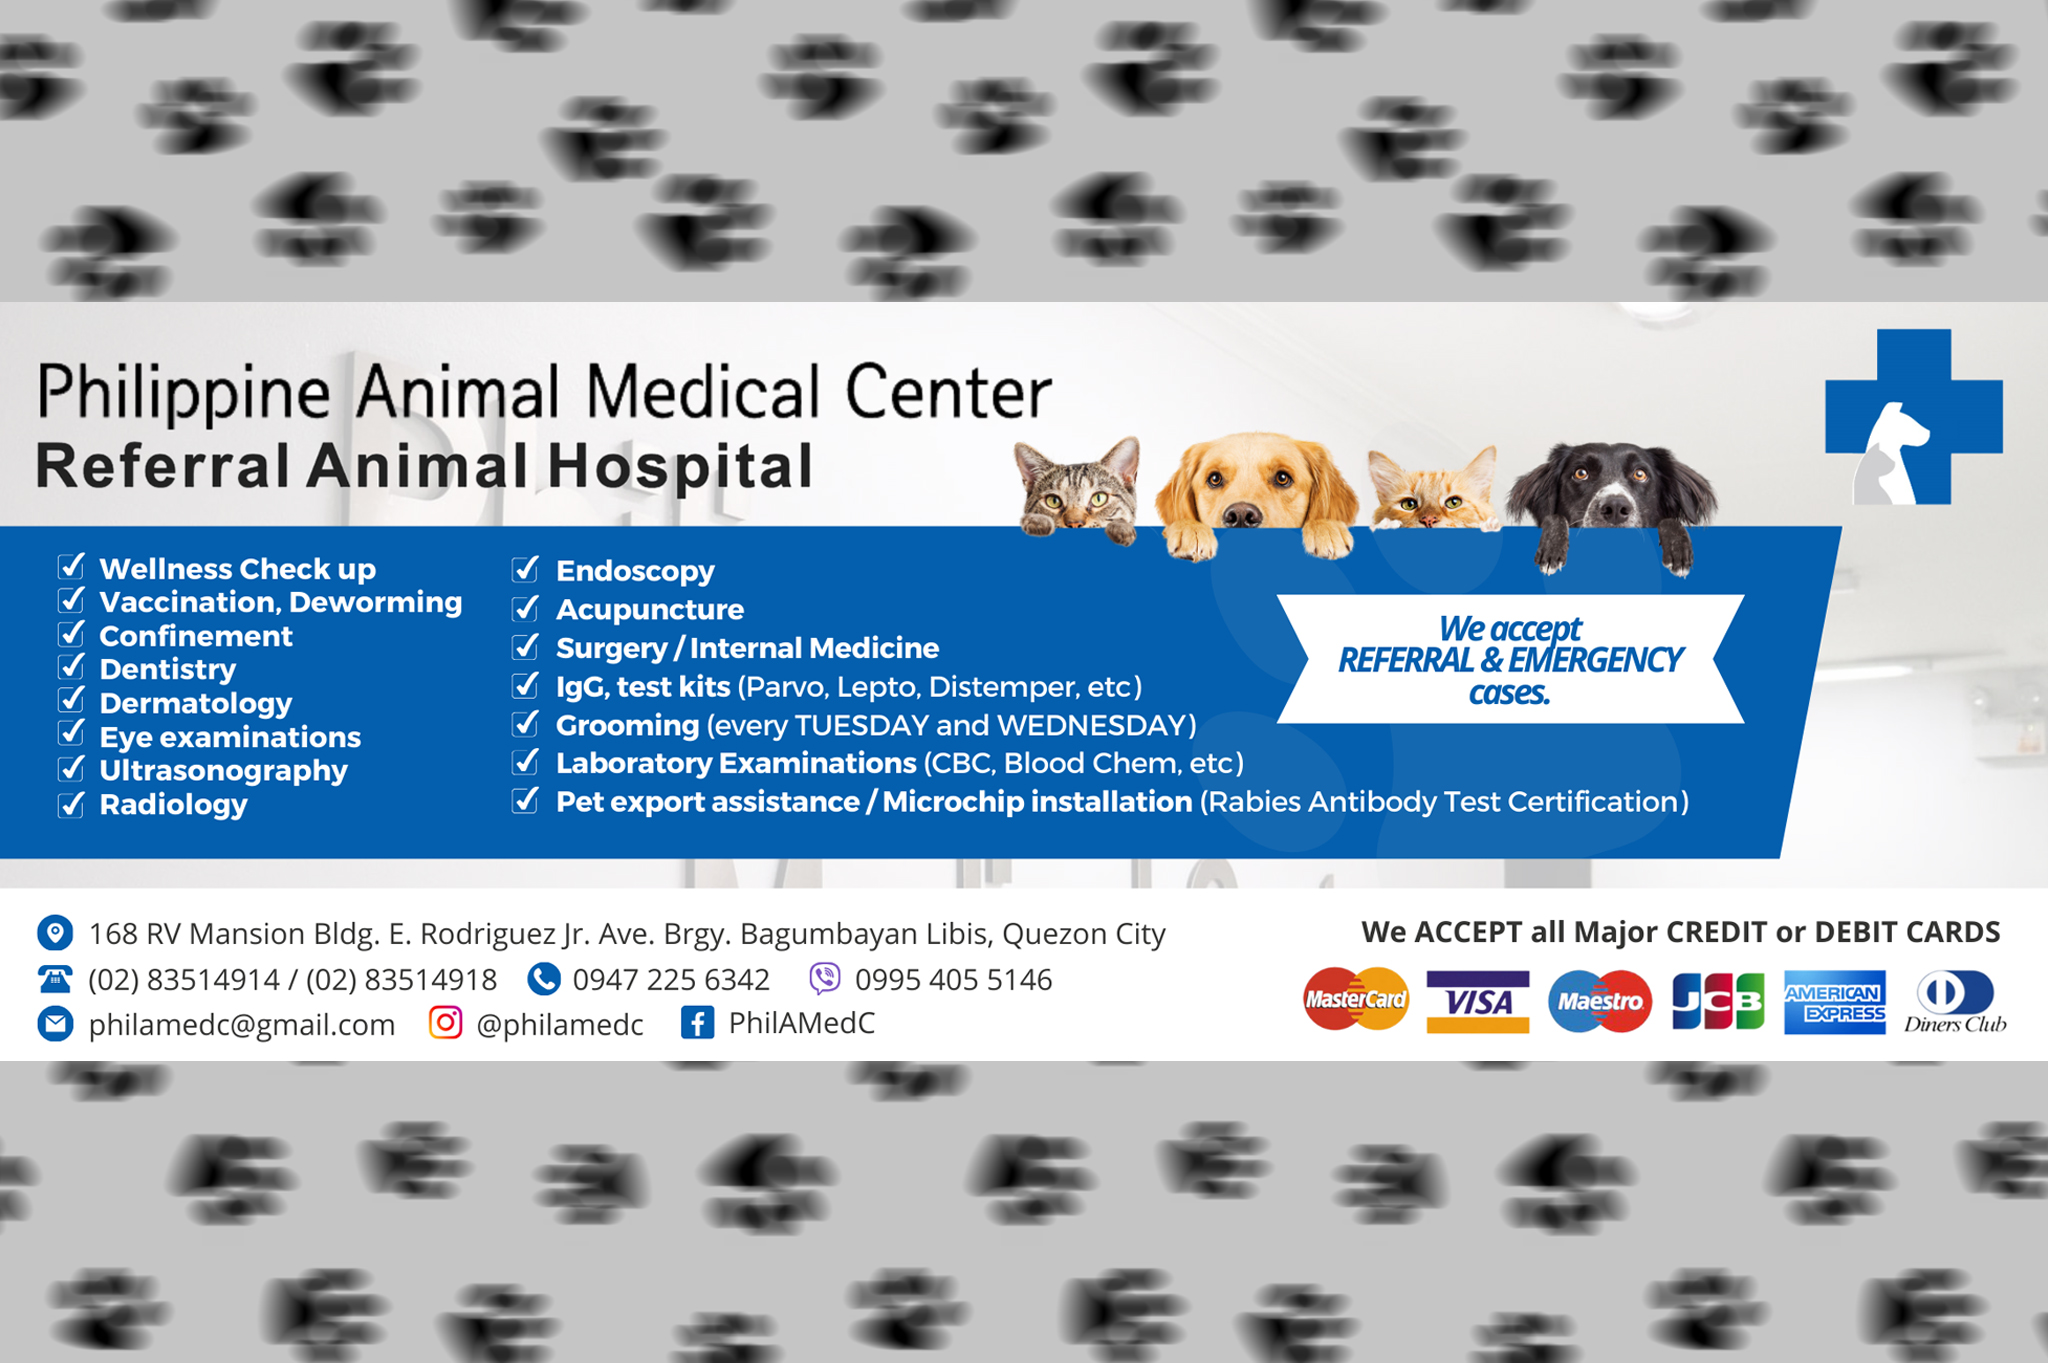 Philippine Animal Medical Center
Referral Animal Hospital
Wellness Check up
Vaccination, Deworming
Confinement
Dentistry
Dermatology
Eye examinations
Ultrasonography
Radiology
Endoscopy
Acupuncture
Surgery / Internal Medicine
IgG, test kits (Parvo, Lepto, Distemper, etc)
Grooming (every TUESDAY and WEDNESDAY)
Laboratory Examinations (CBC, Blood Chem, etc)
Pet export assistance / Microchip installation (Rabies Antibody Test Certification)
We accept
REFERRAL & EMERGENCY
cases.
168 RV Mansion Bldg. E. Rodriguez Jr. Ave. Brgy. Bagumbayan Libis, Quezon City
(02) 83514914 / (02) 83514918 0947 225 6342 0995 405 5146
philamedc@gmail.com @philamedc PhilAMedC
We ACCEPT all Major CREDIT or DEBIT CARDS
MasterCard VISA Maestro JCB AMERICAN EXPRESS Diners Club